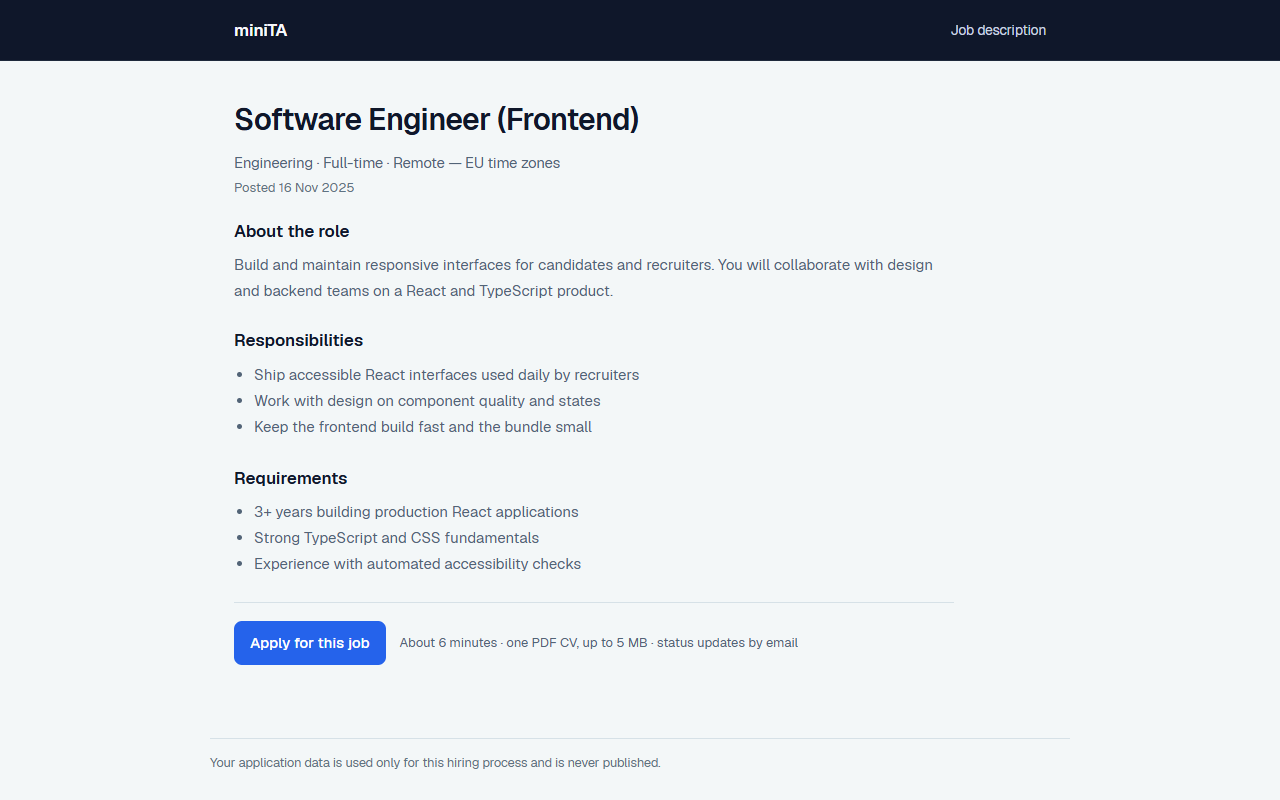 miniTA
Job description
Software Engineer (Frontend)
Engineering · Full-time · Remote — EU time zones
Posted 16 Nov 2025
About the role
Build and maintain responsive interfaces for candidates and recruiters. You will collaborate with design
and backend teams on a React and TypeScript product.
Responsibilities
• Ship accessible React interfaces used daily by recruiters
• Work with design on component quality and states
• Keep the frontend build fast and the bundle small
Requirements
• 3+ years building production React applications
• Strong TypeScript and CSS fundamentals
• Experience with automated accessibility checks
Apply for this job
About 6 minutes · one PDF CV, up to 5 MB · status updates by email
Your application data is used only for this hiring process and is never published.